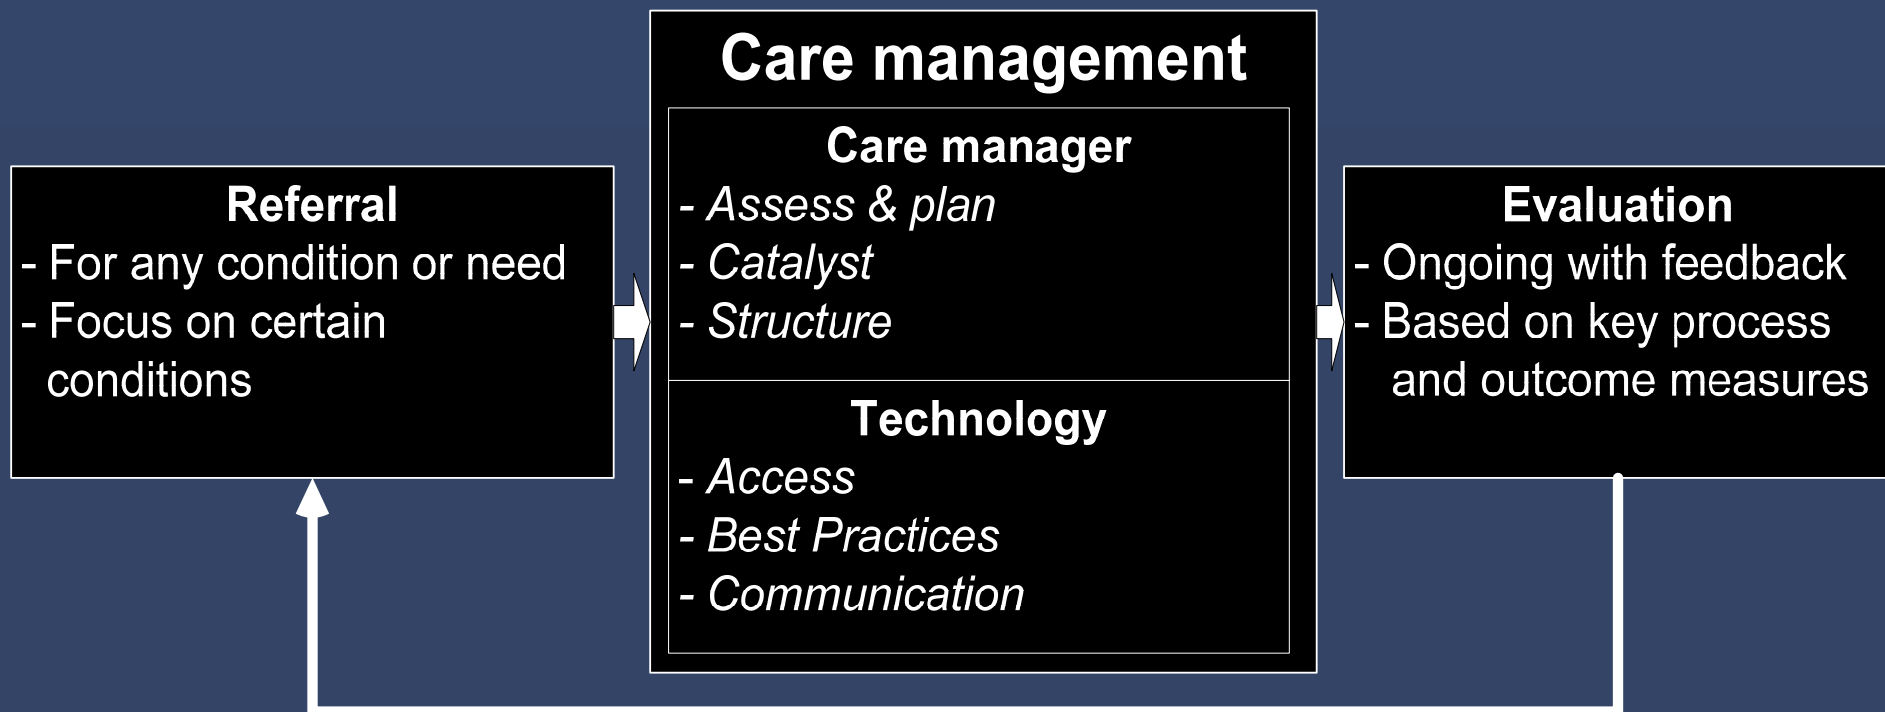 Care management
Referral
- For any condition or need
- Focus on certain
conditions
Care manager
- Assess & plan
- Catalyst
- Structure
Technology
- Access
- Best Practices
- Communication
Evaluation
- Ongoing with feedback
- Based on key process
and outcome measures